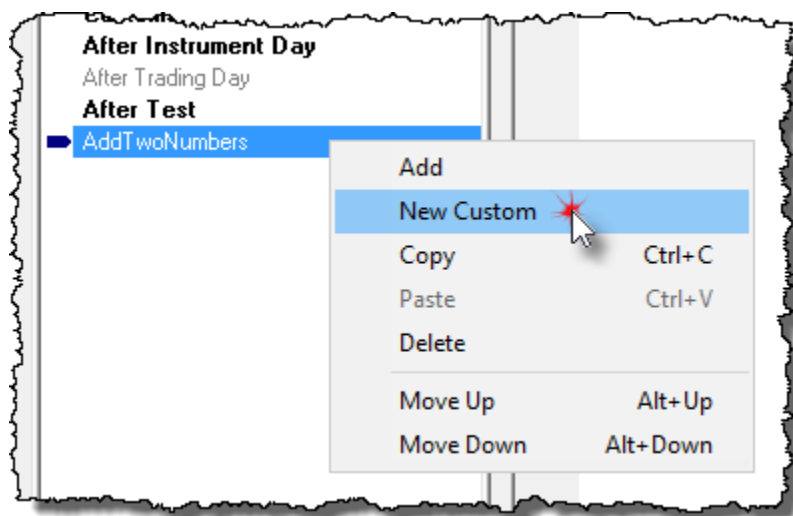 After Instrument Day
After Trading Day
After Test
AddTwoNumbers
Add
New Custom
Copy Ctrl+C
Paste Ctrl+V
Delete
Move Up Alt+Up
Move Down Alt+Down